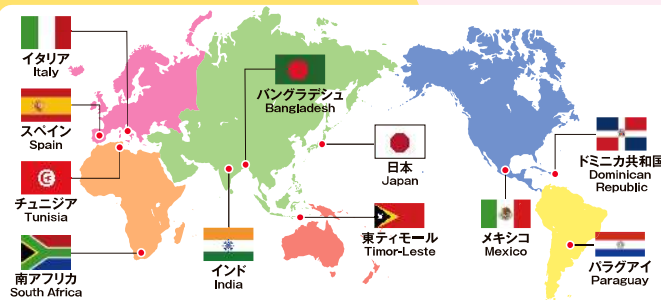 イタリア
Italy
スペイン
Spain
チュニジア
Tunisia
南アフリカ
South Africa
バングラデシュ
Bangladesh
インド
India
日本
Japan
東ティモール
Timor-Leste
メキシコ
Mexico
ドミニカ共和国
Dominican
Republic
パラグアイ
Paraguay